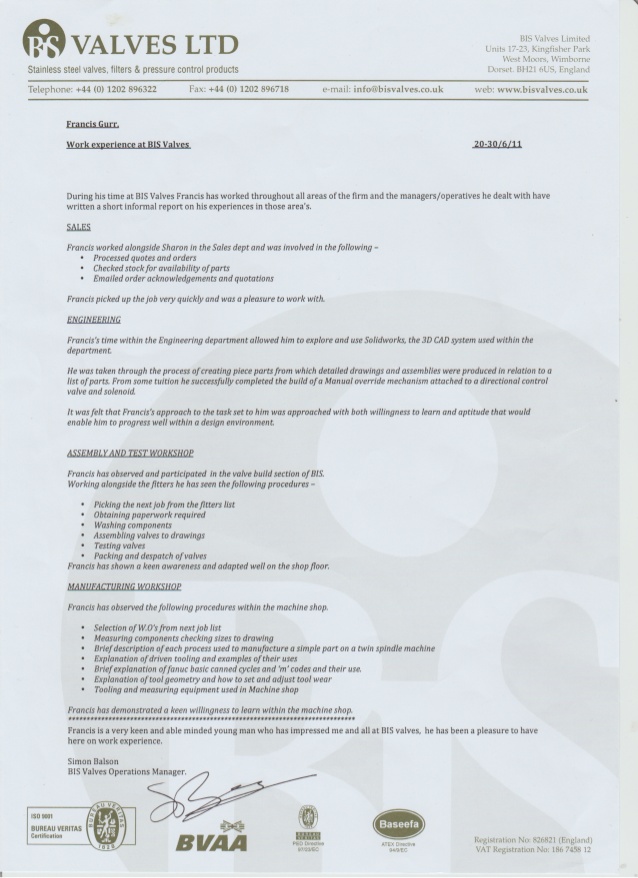 BIS VALVES LTD
Stainless steel valves, filters & pressure control products
BIS Valves Limited
Units 17-23, Kingfisher Park
West Moors, Wimborne
Dorset. BH21 6US, England
Telephone: +44 (0) 1202 896322 Fax: +44 (0) 1202 896718 e-mail: info@bisvalves.co.uk web: www.bisvalves.co.uk
Francis Gurr.
Work experience at BIS Valves 20-30/6/11
During his time at BIS Valves Francis has worked throughout all areas of the firm and the managers/operatives he dealt with have
written a short informal report on his experiences in those area's.
SALES
Francis worked alongside Sharon in the Sales dept and was involved in the following –
• Processed quotes and orders
• Checked stock for availability of parts
• Emailed order acknowledgements and quotations
Francis picked up the job very quickly and was a pleasure to work with.
ENGINEERING
Francis's time within the Engineering department allowed him to explore and use Solidworks, the 3D CAD system used within the
department.
He was taken through the process of creating piece parts from which detailed drawings and assemblies were produced in relation to a
list of parts. From some tuition he successfully completed the build of a Manual override mechanism attached to a directional control
valve and solenoid.
It was felt that Francis's approach to the task set to him was approached with both willingness to learn and aptitude that would
enable him to progress well within a design environment.
ASSEMBLY AND TEST WORKSHOP
Francis has observed and participated in the valve build section of BIS.
Working alongside the fitters he has seen the following procedures –
• Picking the next job from the fitters list
• Obtaining paperwork required
• Washing components
• Assembling valves to drawings
• Testing valves
• Packing and despatch of valves
Francis has shown a keen awareness and adapted well on the shop floor.
MANUFACTURING WORKSHOP
Francis has observed the following procedures within the machine shop.
• Selection of W.O's from next job list
• Measuring components checking sizes to drawing
• Brief description of each process used to manufacture a simple part on a twin spindle machine
• Explanation of driven tooling and examples of their uses
• Brief explanation of fanuc basic canned cycles and 'm' codes and their use.
• Explanation of tool geometry and how to set and adjust tool wear
• Tooling and measuring equipment used in Machine shop
Francis has demonstrated a keen willingness to learn within the machine shop.
Francis is a very keen and able minded young man who has impressed me and all at BIS valves, he has been a pleasure to have
here on work experience.
Simon Balson
BIS Valves Operations Manager.
ISO 9001
BUREAU VERITAS
Certification
BUREAU VERITAS
1828
BVAA
PED Directive
97/23/EC
Baseefa
ATEX Directive
94/9/EC
Registration No: 826821 (England)
VAT Registration No: 186 7458 12